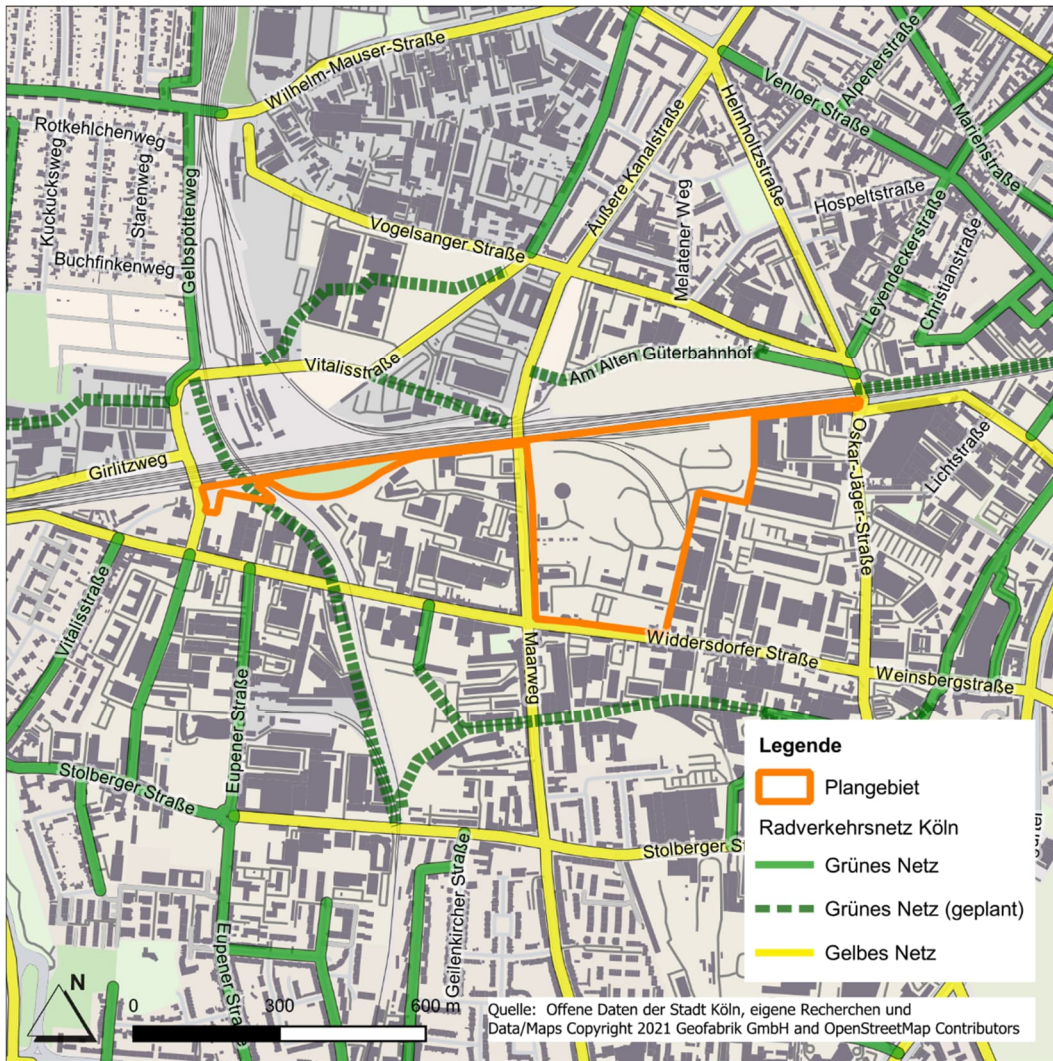 Wilhelm-Mauser-Straße
Rotkehlchenweg
Kuckucksweg
Starenweg
Buchfinkenweg
Gelbspötterweg
Vogelsanger Straße
Äußere Kanalstraße
Melatener Weg
Helmholtzstraße
Venloer Straße
Alpenerstraße
Marienstraße
Hospeltstraße
Leyendeckerstraße
Christianstraße
Vitalisstraße
Am Alten Güterbahnhof
Girlitzweg
Oskar-Jäger-Straße
Lichtstraße
Vitalisstraße
Eupener Straße
Maarweg
Widdersdorfer Straße
Weinsbergstraße
Stolberger Straße
Stolberger St
Geilenkircher Straße
Eupener Straße
Legende
Plangebiet
Radverkehrsnetz Köln
Grünes Netz
Grünes Netz (geplant)
Gelbes Netz
N
0 300 600 m
Quelle: Offene Daten der Stadt Köln, eigene Recherchen und
Data/Maps Copyright 2021 Geofabrik GmbH and OpenStreetMap Contributors